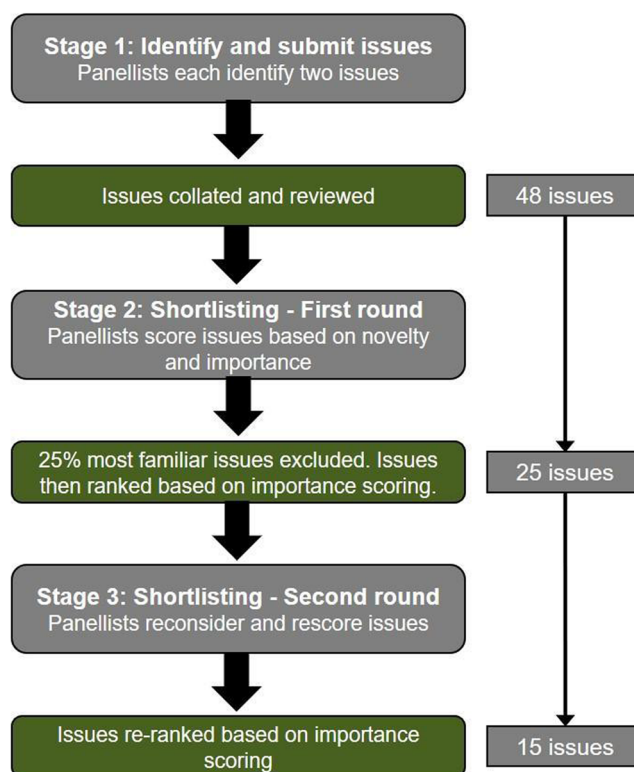 Stage 1: Identify and submit issues
Panellists each identify two issues
Issues collated and reviewed
48 issues
Stage 2: Shortlisting - First round
Panellists score issues based on novelty
and importance
25% most familiar issues excluded. Issues
then ranked based on importance scoring.
25 issues
Stage 3: Shortlisting - Second round
Panellists reconsider and rescore issues
Issues re-ranked based on importance
scoring
15 issues